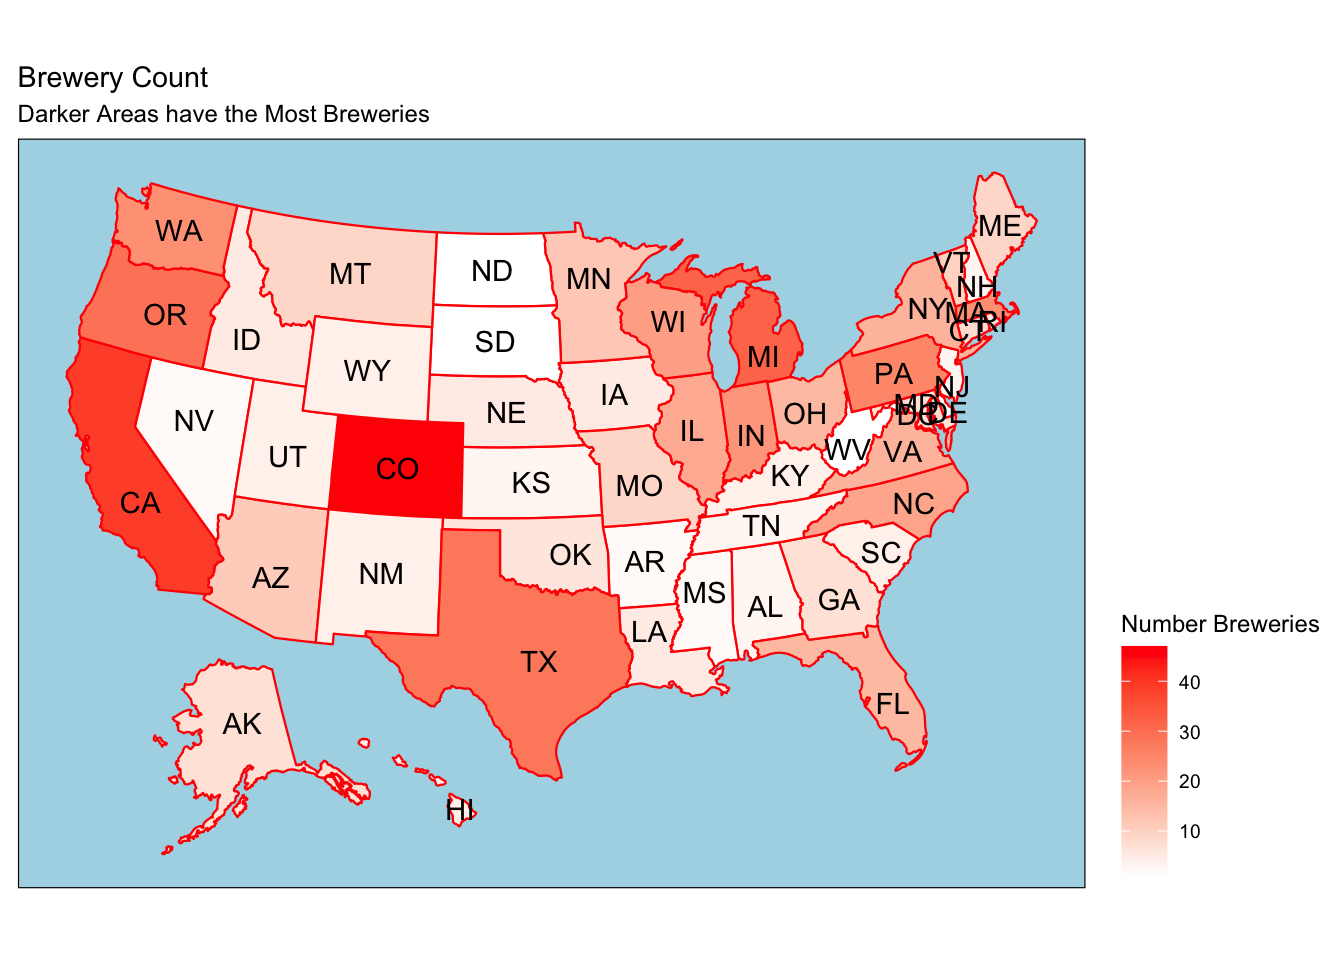 Brewery Count
Darker Areas have the Most Breweries
ME
WA
VT
ND
MT
MN
NH
NY
MA
OR
WI
RI
CT
ID
SD
MI
WY
PA
NJ
IA
NE
MD
DE
DC
OH
NV
IL
IN
WV
VA
UT
CO
KS
MO
KY
CA
NC
TN
OK
SC
AR
AZ
NM
MS
AL
GA
LA
TX
FL
AK
HI
Number Breweries
40
30
20
10